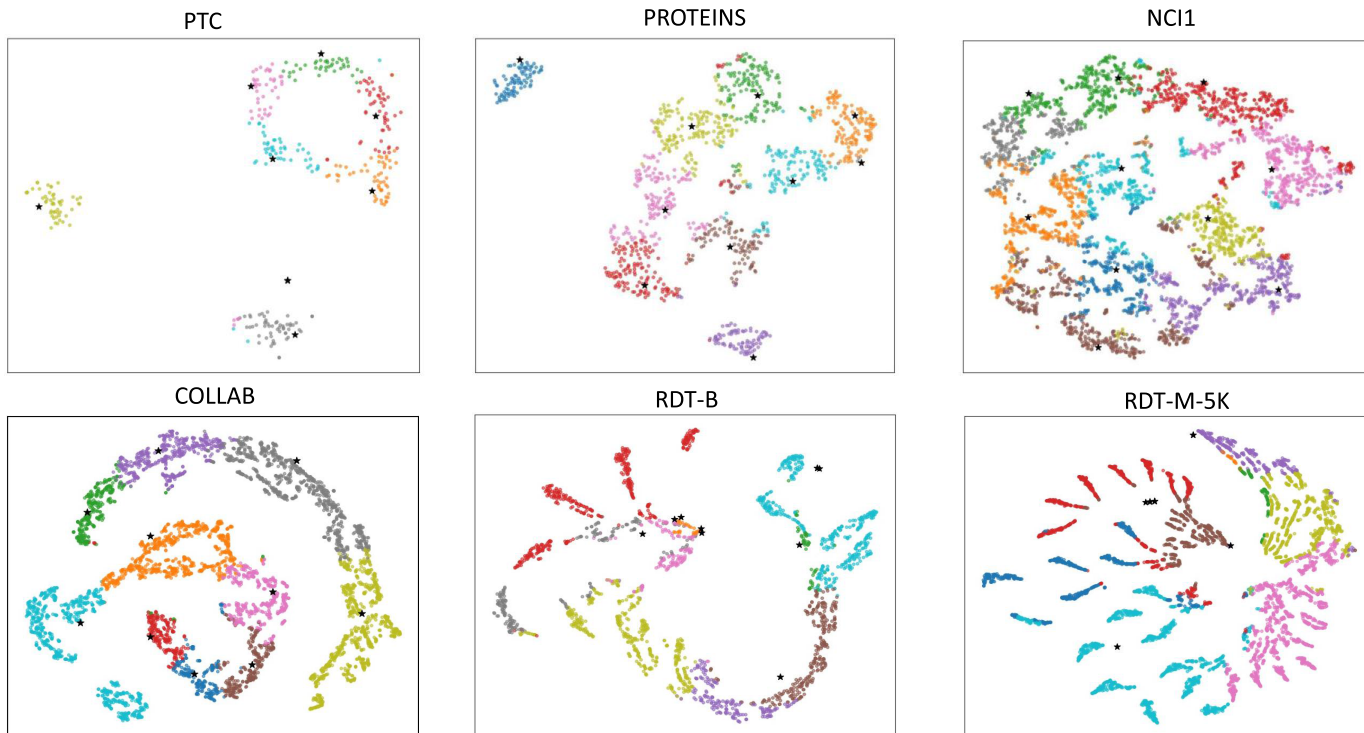 PTC
PROTEINS
NCI1
COLLAB
RDT-B
RDT-M-5K